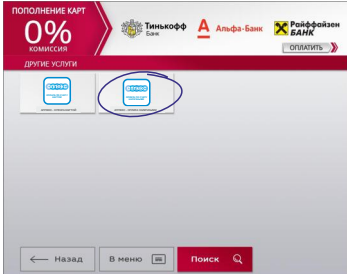 ПОПОЛНЕНИЕ КАРТ
0%
КОМИССИЯ
Тинькофф
Банк
А Альфа-Банк
Райффайзен
БАНК
ОПЛАТИТЬ
ДРУГИЕ УСЛУГИ
Назад
В меню
Поиск